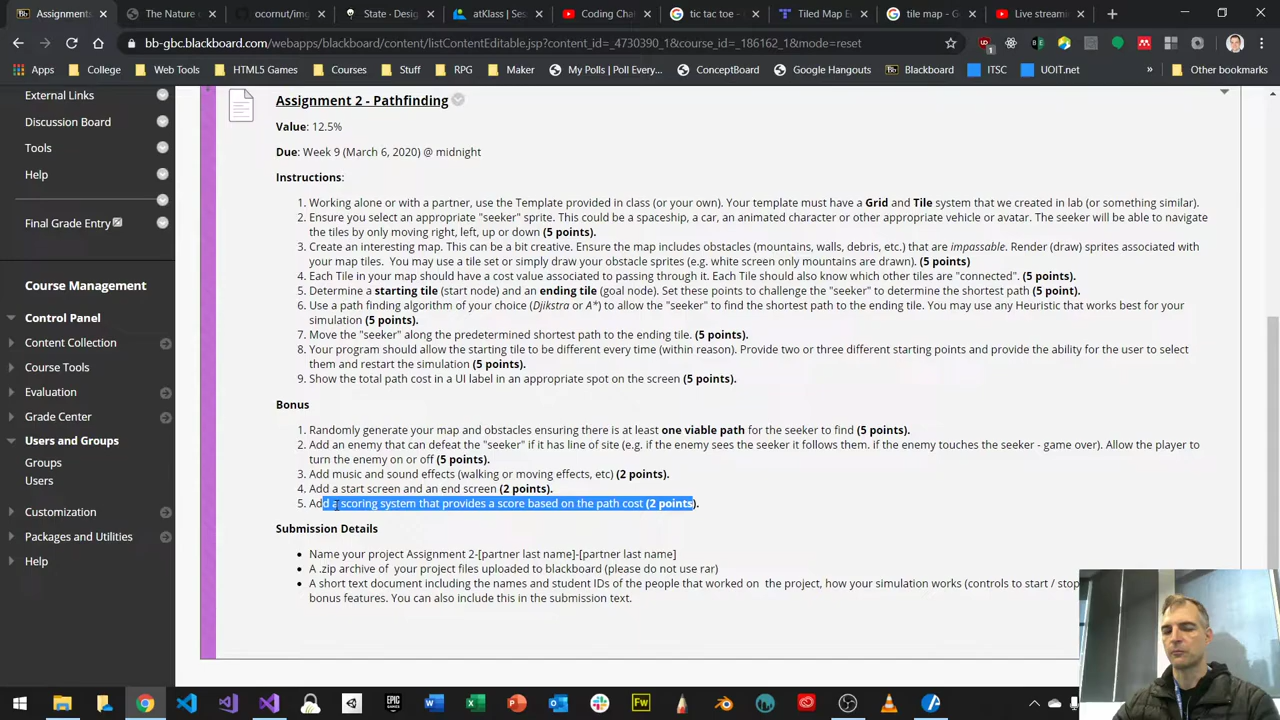 Assignments
The Nature
ocornut/img
State - Desig
atKlass | Ses
Coding Cha
tic tac toe -
Tiled Map E
tile map - Go
Live streami
bb-gbc.blackboard.com/webapps/blackboard/content/listContentEditable.jsp?content_id=_4730390_1&course_id=_186162_1&mode=reset
Apps
College
Web Tools
HTML5 Games
Courses
Stuff
RPG
Maker
My Polls | Poll Every...
ConceptBoard
Google Hangouts
Blackboard
ITSC
UOIT.net
Other bookmarks
External Links
Discussion Board
Tools
Help
Final Grade Entry
Course Management
Control Panel
Content Collection
Course Tools
Evaluation
Grade Center
Users and Groups
Groups
Users
Customization
Packages and Utilities
Help
Assignment 2 - Pathfinding
Value: 12.5%
Due: Week 9 (March 6, 2020) @ midnight
Instructions:
1. Working alone or with a partner, use the Template provided in class (or your own). Your template must have a Grid and Tile system that we created in lab (or something similar).
2. Ensure you select an appropriate "seeker" sprite. This could be a spaceship, a car, an animated character or other appropriate vehicle or avatar. The seeker will be able to navigate
the tiles by only moving right, left, up or down (5 points).
3. Create an interesting map. This can be a bit creative. Ensure the map includes obstacles (mountains, walls, debris, etc.) that are impassable. Render (draw) sprites associated with
your map tiles. You may use a tile set or simply draw your obstacle sprites (e.g. white screen only mountains are drawn). (5 points)
4. Each Tile in your map should have a cost value associated to passing through it. Each Tile should also know which other tiles are "connected". (5 points).
5. Determine a starting tile (start node) and an ending tile (goal node). Set these points to challenge the "seeker" to determine the shortest path (5 point).
6. Use a path finding algorithm of your choice (Djikstra or A*) to allow the "seeker" to find the shortest path to the ending tile. You may use any Heuristic that works best for your
simulation (5 points).
7. Move the "seeker" along the predetermined shortest path to the ending tile. (5 points).
8. Your program should allow the starting tile to be different every time (within reason). Provide two or three different starting points and provide the ability for the user to select
them and restart the simulation (5 points).
9. Show the total path cost in a UI label in an appropriate spot on the screen (5 points).
Bonus
1. Randomly generate your map and obstacles ensuring there is at least one viable path for the seeker to find (5 points).
2. Add an enemy that can defeat the "seeker" if it has line of site (e.g. if the enemy sees the seeker it follows them. if the enemy touches the seeker - game over). Allow the player to
turn the enemy on or off (5 points).
3. Add music and sound effects (walking or moving effects, etc) (2 points).
4. Add a start screen and an end screen (2 points).
5. Add a scoring system that provides a score based on the path cost (2 points).
Submission Details
Name your project Assignment 2-[partner last name]-[partner last name]
A .zip archive of your project files uploaded to blackboard (please do not use rar)
A short text document including the names and student IDs of the people that worked on the project, how your simulation works (controls to start / stop
bonus features. You can also include this in the submission text.